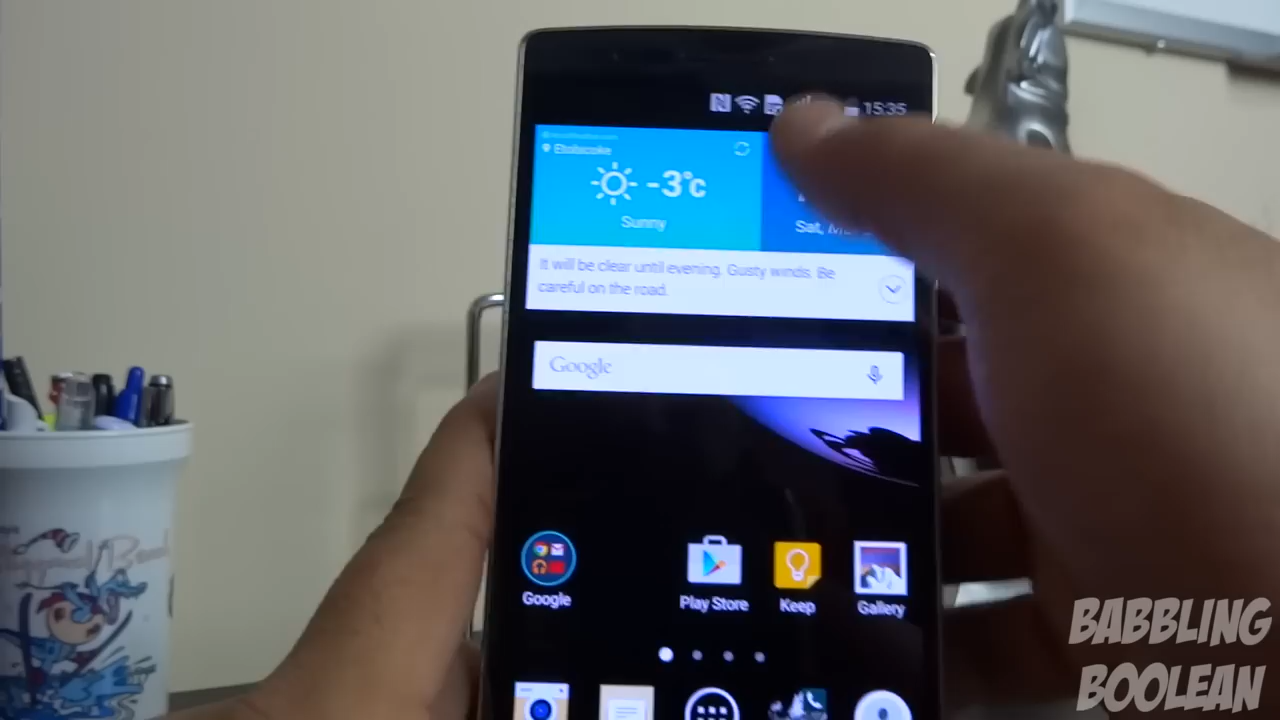 15:35
Etobicoke
-3°c
Sunny
Sat, M
It will be clear until evening. Gusty winds. Be
careful on the road.
Google
Google
Play Store
Keep
Gallery
BABBLING
BOOLEAN